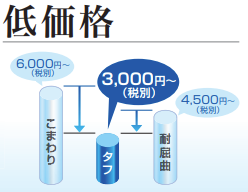 低価格
6,000円～
（税別）
3,000円～
（税別）
4,500円～
（税別）
こまわり
タフ
耐屈曲